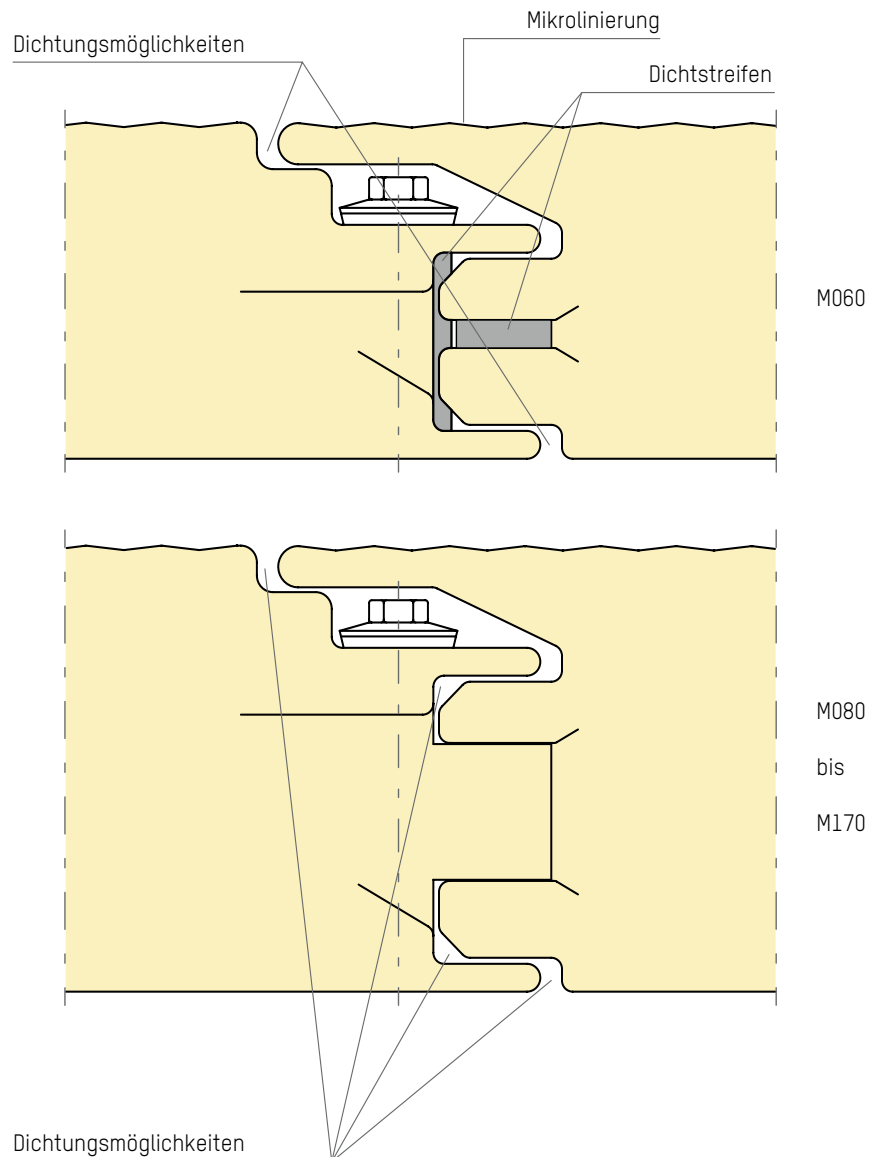 Mikrolinierung
Dichtungsmöglichkeiten
Dichtstreifen
M060
M080
bis
M170
Dichtungsmöglichkeiten